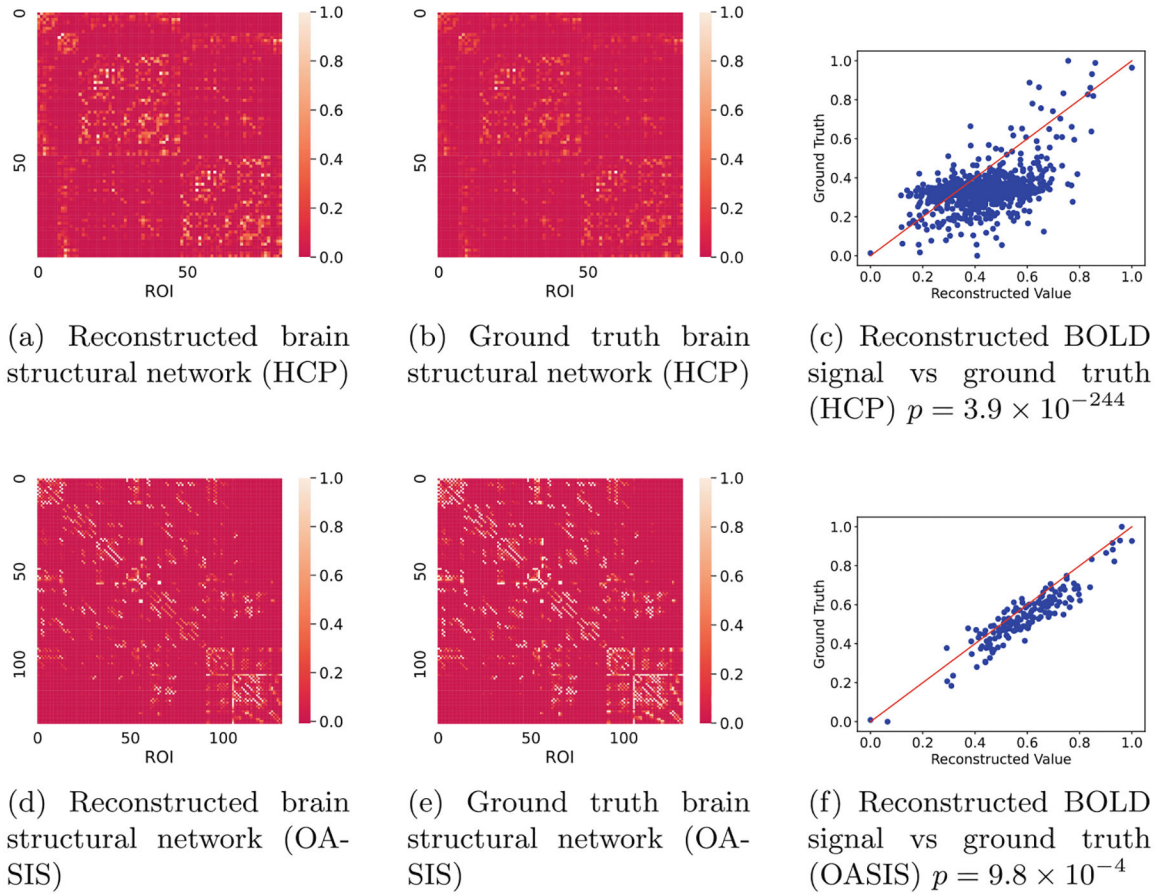 0
50
0
50
ROI
1.0
0.8
0.6
0.4
0.2
0.0
(a) Reconstructed brain
structural network (HCP)
0
50
0
50
ROI
1.0
0.8
0.6
0.4
0.2
0.0
(b) Ground truth brain
structural network (HCP)
Ground Truth
1.0
0.8
0.6
0.4
0.2
0.0
0.0 0.2 0.4 0.6 0.8 1.0
Reconstructed Value
(c) Reconstructed BOLD
signal vs ground truth
(HCP) p = 3.9 × 10⁻²⁴⁴
0
50
100
0 50 100
ROI
1.0
0.8
0.6
0.4
0.2
0.0
(d) Reconstructed brain
structural network (OA-
SIS)
0
50
100
0 50 100
ROI
1.0
0.8
0.6
0.4
0.2
0.0
(e) Ground truth brain
structural network (OA-
SIS)
Ground Truth
1.0
0.8
0.6
0.4
0.2
0.0
0.0 0.2 0.4 0.6 0.8 1.0
Reconstructed Value
(f) Reconstructed BOLD
signal vs ground truth
(OASIS) p = 9.8 × 10⁻⁴